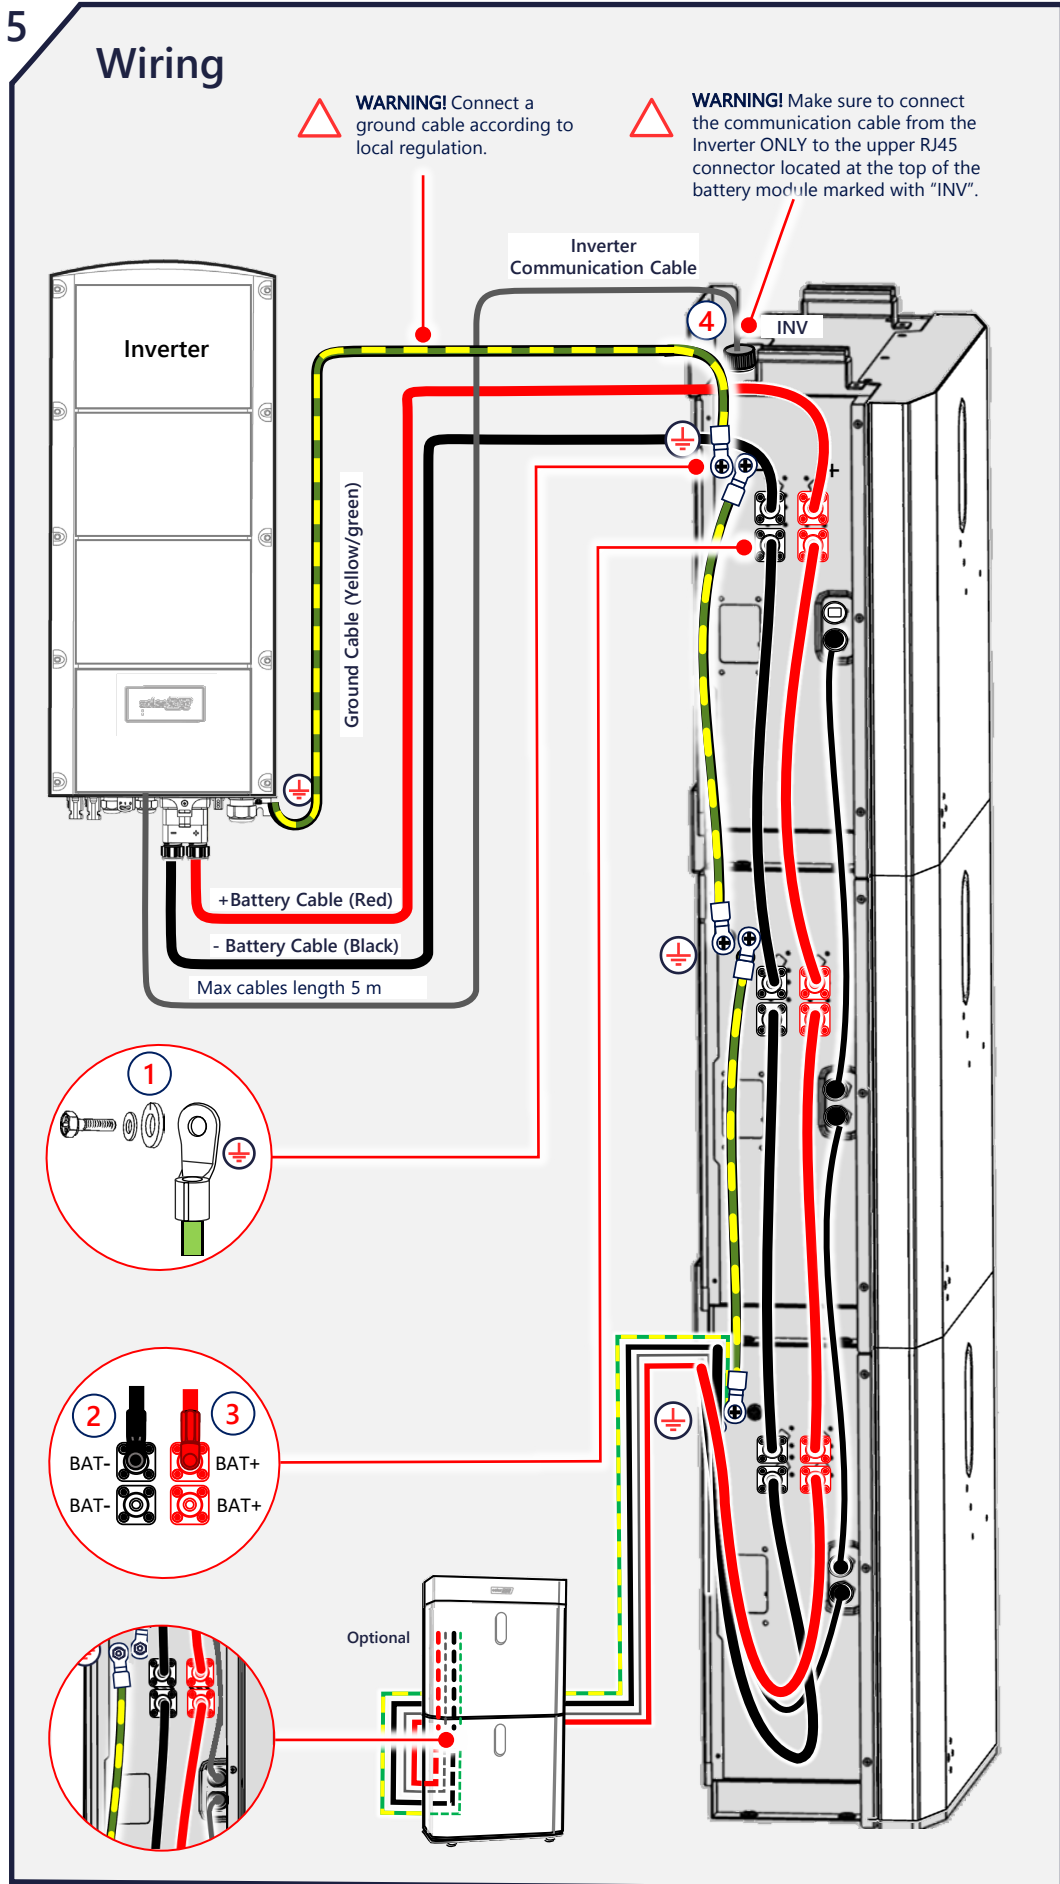 5
Wiring
WARNING! Connect a
ground cable according to
local regulation.
WARNING! Make sure to connect
the communication cable from the
Inverter ONLY to the upper RJ45
connector located at the top of the
battery module marked with “INV”.
Inverter
Communication Cable
4
INV
Inverter
+
Ground Cable (Yellow/green)
- +
+Battery Cable (Red)
- Battery Cable (Black)
Max cables length 5 m
1
2
3
BAT-
BAT+
BAT-
BAT+
Optional